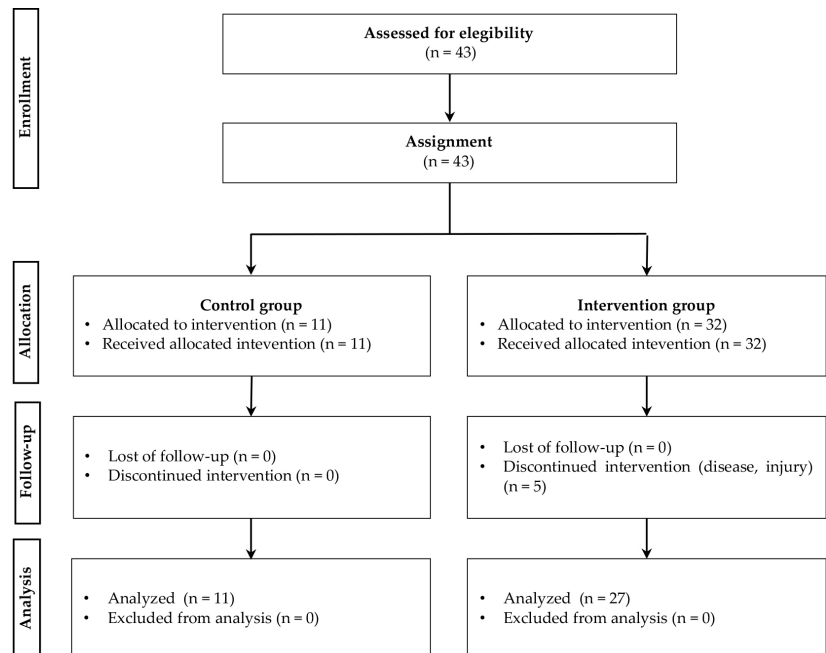 Enrollment
Assessed for elegibility
(n = 43)
Assignment
(n = 43)
Allocation
Control group
• Allocated to intervention (n = 11)
• Received allocated intevention (n = 11)
Intervention group
• Allocated to intervention (n = 32)
• Received allocated intevention (n = 32)
Follow-up
• Lost of follow-up (n = 0)
• Discontinued intervention (n = 0)
• Lost of follow-up (n = 0)
• Discontinued intervention (disease, injury)
(n = 5)
Analysis
• Analyzed (n = 11)
• Excluded from analysis (n = 0)
• Analyzed (n = 27)
• Excluded from analysis (n = 0)